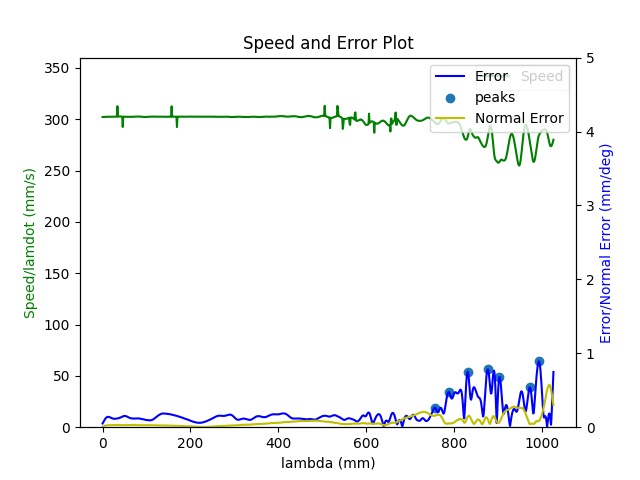 Speed and Error Plot
Speed/lamdot (mm/s)
350
300
250
200
150
100
50
0
Error
Speed
peaks
Normal Error
5
4
3
2
1
0
Error/Normal Error (mm/deg)
0 200 400 600 800 1000
lambda (mm)